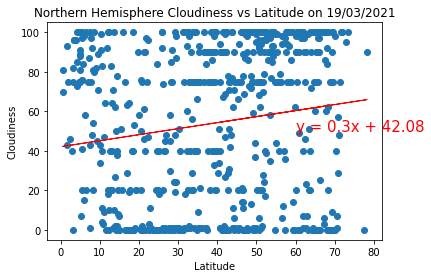 Northern Hemisphere Cloudiness vs Latitude on 19/03/2021
100
80
60
40
20
0
Cloudiness
y = 0.3x + 42.08
0 10 20 30 40 50 60 70 80
Latitude